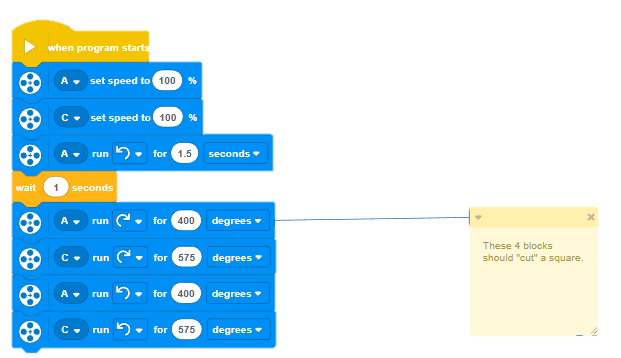 when program starts
A set speed to 100 %
C set speed to 100 %
A run for 1.5 seconds
wait 1 seconds
A run for 400 degrees
C run for 575 degrees
A run for 400 degrees
C run for 575 degrees
These 4 blocks
should "cut" a square.